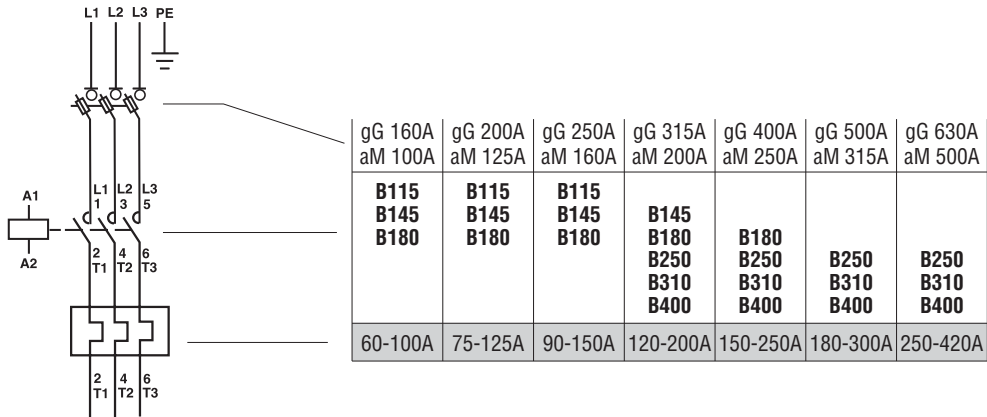 L1 L2 L3 PE
gG 160A gG 200A gG 250A gG 315A gG 400A gG 500A gG 630A
aM 100A aM 125A aM 160A aM 200A aM 250A aM 315A aM 500A
B115 B115 B115
B145 B145 B145 B145
B180 B180 B180 B180 B180
B250 B250 B250 B250
B310 B310 B310 B310
B400 B400 B400 B400
60-100A 75-125A 90-150A 120-200A 150-250A 180-300A 250-420A
A1
L1 L2 L3
1 3 5
A2
2 4 6
T1 T2 T3
2 4 6
T1 T2 T3